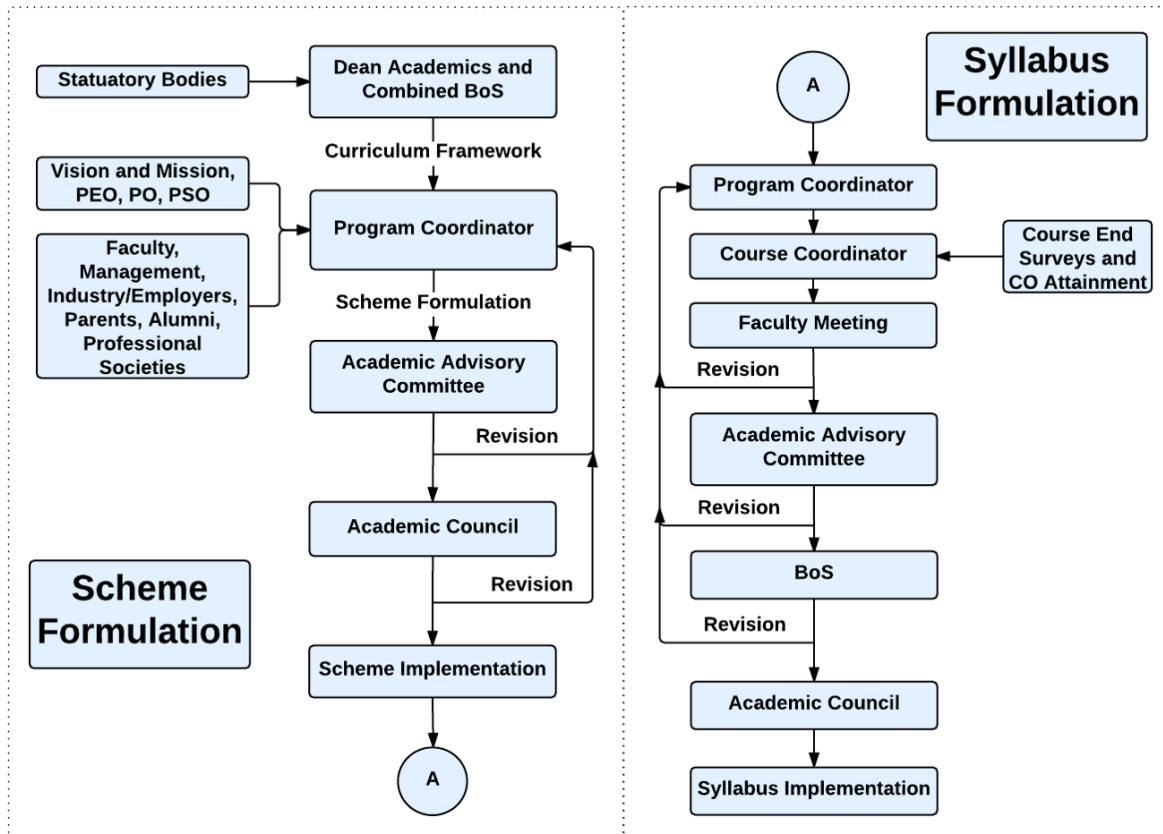 Statuatory Bodies
Dean Academics and
Combined BoS
Curriculum Framework
Vision and Mission,
PEO, PO, PSO
Program Coordinator
Faculty,
Management,
Industry/Employers,
Parents, Alumni,
Professional
Societies
Scheme Formulation
Academic Advisory
Committee
Revision
Academic Council
Revision
Scheme
Formulation
Scheme Implementation
A
Syllabus
Formulation
A
Program Coordinator
Course Coordinator
Course End
Surveys and
CO Attainment
Faculty Meeting
Revision
Academic Advisory
Committee
Revision
BoS
Revision
Academic Council
Syllabus Implementation